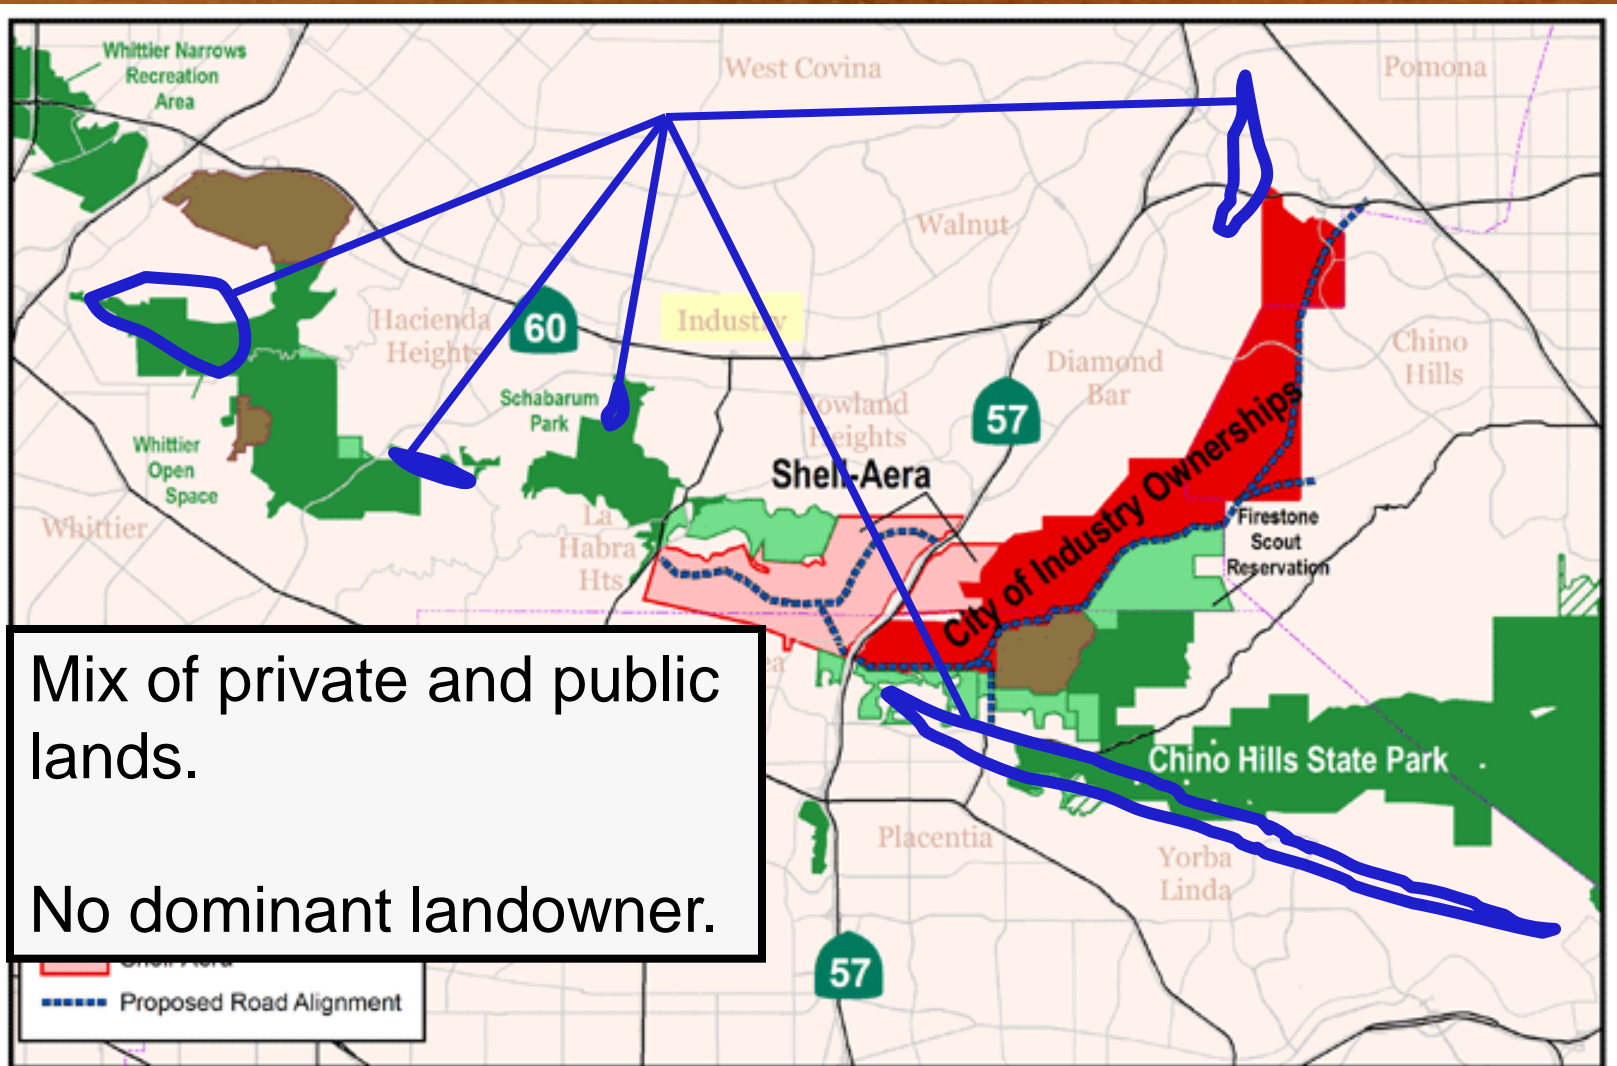 Whittier Narrows
Recreation
Area
West Covina
Pomona
Walnut
Hacienda
Heights
60
Industry
Diamond
Bar
Chino
Hills
Schabarum
Park
57
Rowland
Heights
Shell-Aera
City of Industry Ownerships
Whittier
Open
Space
Whittier
La
Habra
Hts
Firestone
Scout
Reservation
Mix of private and public
lands.
No dominant landowner.
Chino Hills State Park
Placentia
Yorba
Linda
57
Shell-Aera
Proposed Road Alignment